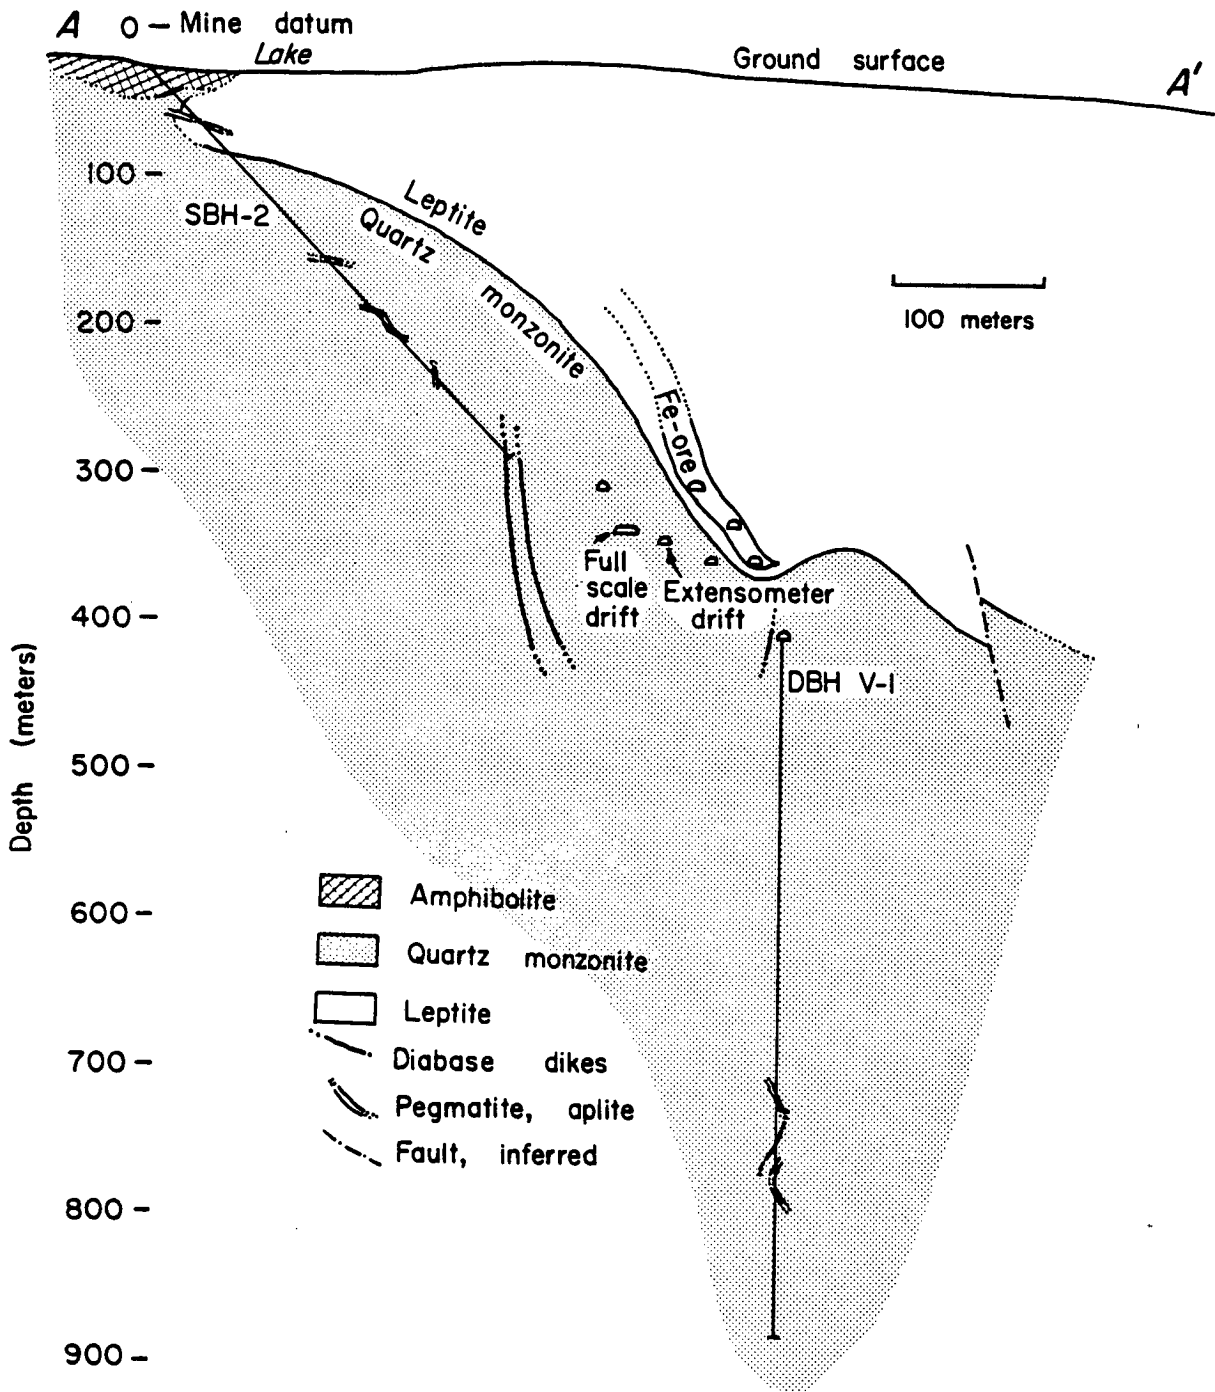 A
0 – Mine datum
Lake
Ground surface
A'
100 –
Leptite
Quartz monzonite
SBH-2
200 –
100 meters
Fe-ore
300 –
Full
scale
drift
Extensometer
drift
400 –
DBH V-1
Depth (meters)
500 –
600 –
Amphibolite
Quartz monzonite
Leptite
700 –
Diabase dikes
Pegmatite, aplite
Fault, inferred
800 –
900 –